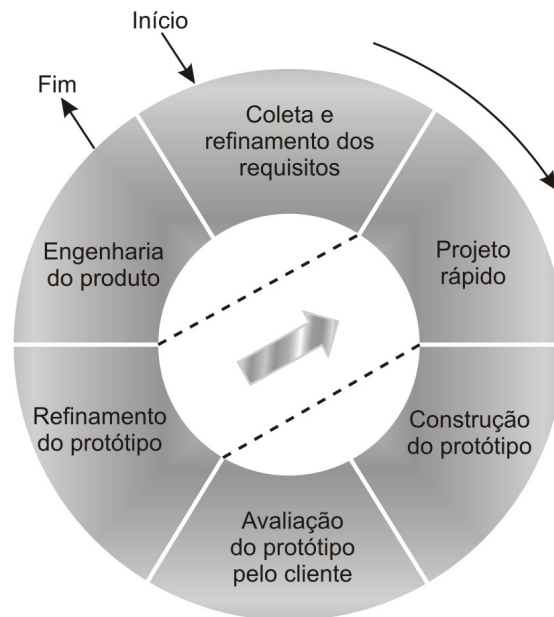 Início
Fim
Coleta e
refinamento dos
requisitos
Projeto
rápido
Construção
do protótipo
Avaliação
do protótipo
pelo cliente
Refinamento
do protótipo
Engenharia
do produto